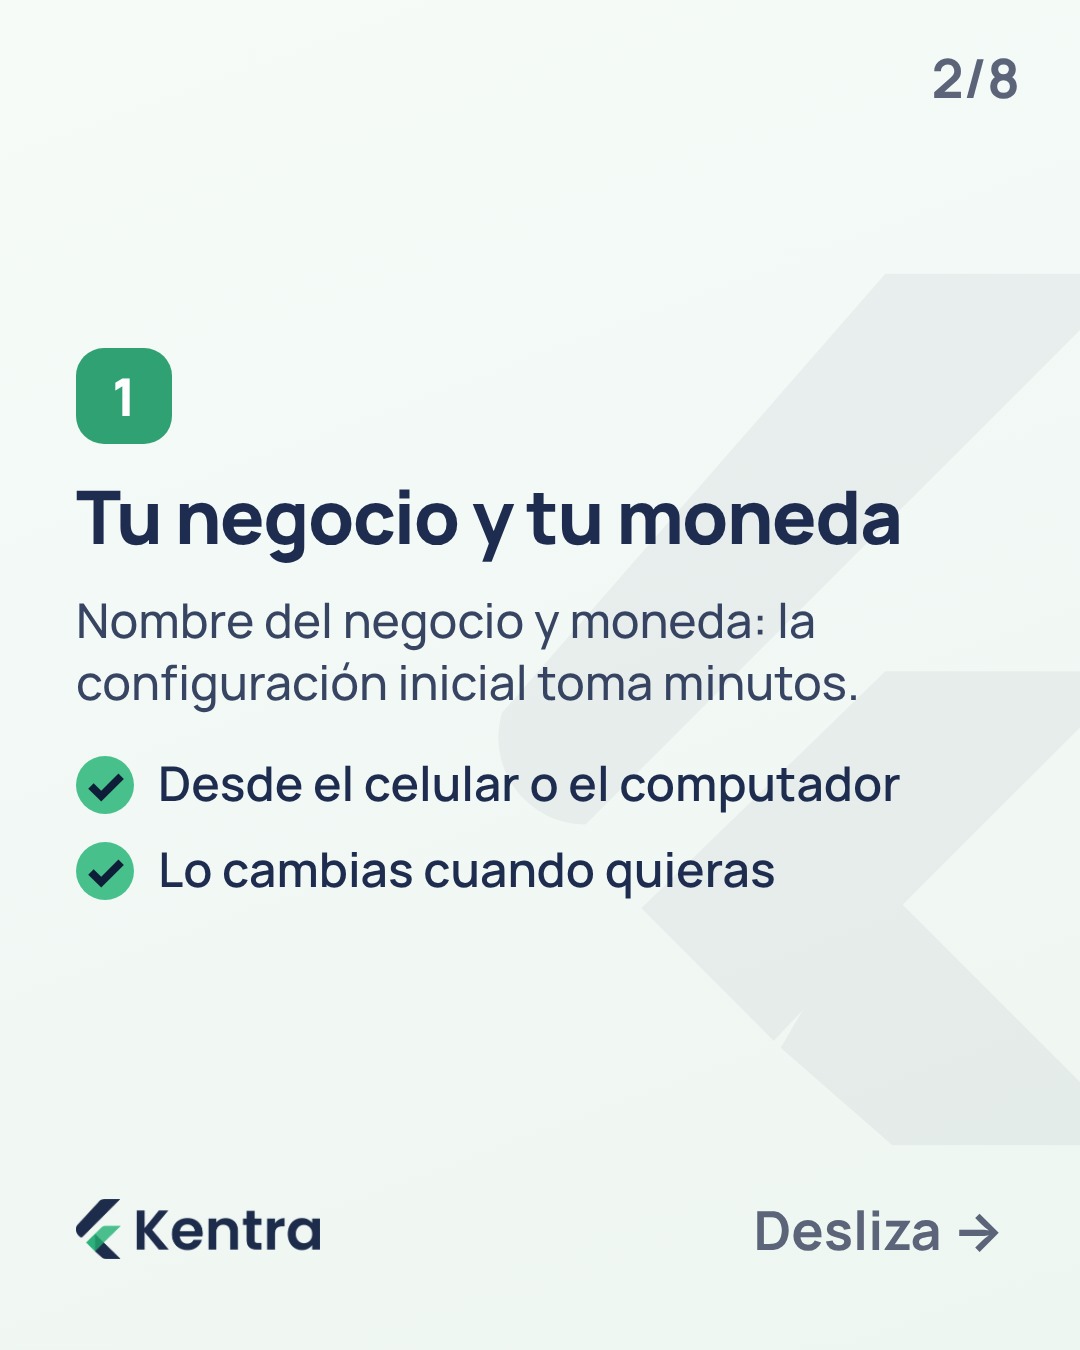 2/8
1
Tu negocio y tu moneda
Nombre del negocio y moneda: la
configuración inicial toma minutos.
Desde el celular o el computador
Lo cambias cuando quieras
Kentra
Desliza →